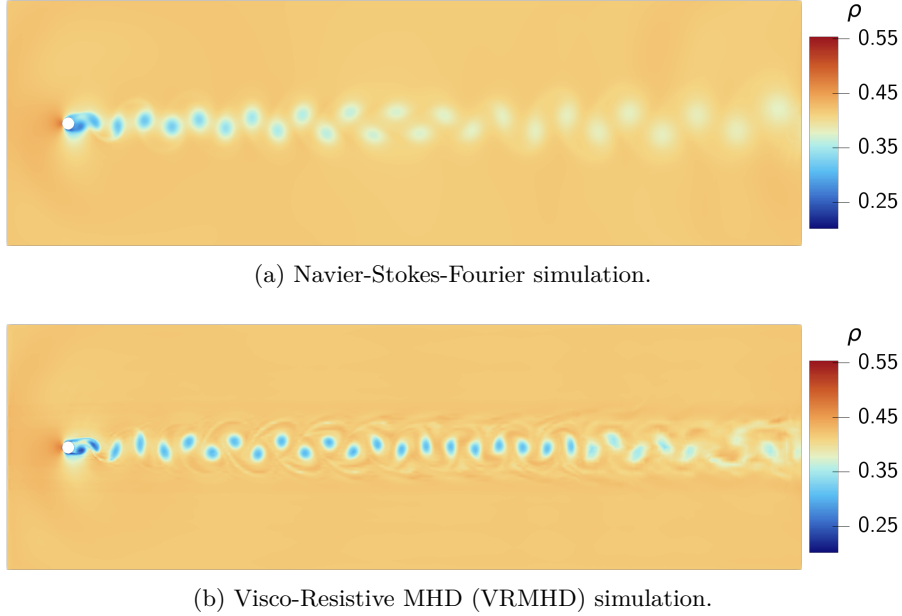 ρ
0.55
0.45
0.35
0.25
(a) Navier-Stokes-Fourier simulation.
ρ
0.55
0.45
0.35
0.25
(b) Visco-Resistive MHD (VRMHD) simulation.